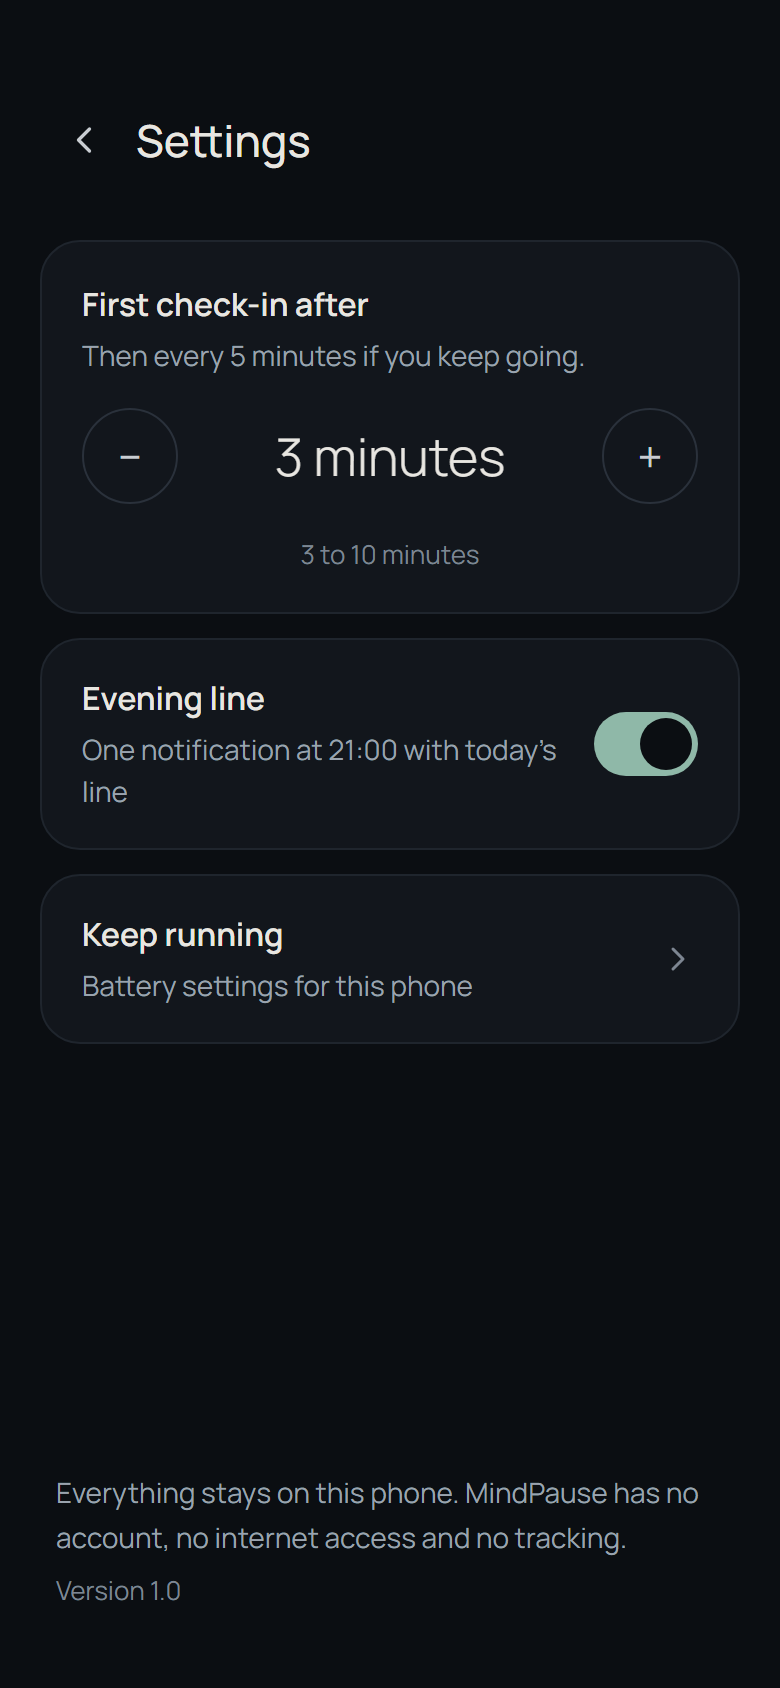 Settings
First check-in after
Then every 5 minutes if you keep going.
− 3 minutes +
3 to 10 minutes
Evening line
One notification at 21:00 with today’s
line
Keep running
Battery settings for this phone
Everything stays on this phone. MindPause has no
account, no internet access and no tracking.
Version 1.0